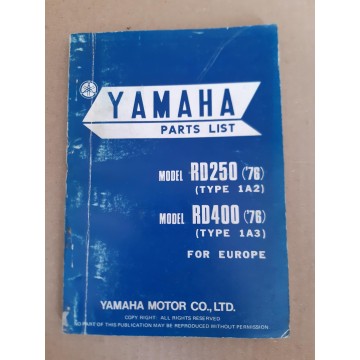 YAMAHA
PARTS LIST
MODEL RD250 ('76)
(TYPE 1A2)
MODEL RD400 ('76)
(TYPE 1A3)
FOR EUROPE
YAMAHA MOTOR CO., LTD.
COPY RIGHT: ALL RIGHTS RESERVED
NO PART OF THIS PUBLICATION MAY BE REPRODUCED WITHOUT PERMISSION.